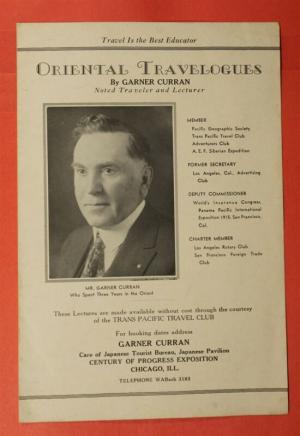 Travel Is the Best Educator
ORIENTAL TRAVELOGUES
By GARNER CURRAN
Noted Traveler and Lecturer
MEMBER
Pacific Geographic Society
Trans Pacific Travel Club
Adventurers Club
A. E. F. Siberian Expedition
FORMER SECRETARY
Los Angeles, Cal., Advertising
Club
DEPUTY COMMISSIONER
World's Insurance Congress,
Panama Pacific International
Exposition 1915, San Francisco,
Cal.
CHARTER MEMBER
Los Angeles Rotary Club
San Francisco Foreign Trade
Club
MR. GARNER CURRAN
Who Spent Three Years in the Orient
These Lectures are made available without cost through the courtesy
of the TRANS PACIFIC TRAVEL CLUB
For booking dates address
GARNER CURRAN
Care of Japanese Tourist Bureau, Japanese Pavilion
CENTURY OF PROGRESS EXPOSITION
CHICAGO, ILL.
TELEPHONE WABash 3183